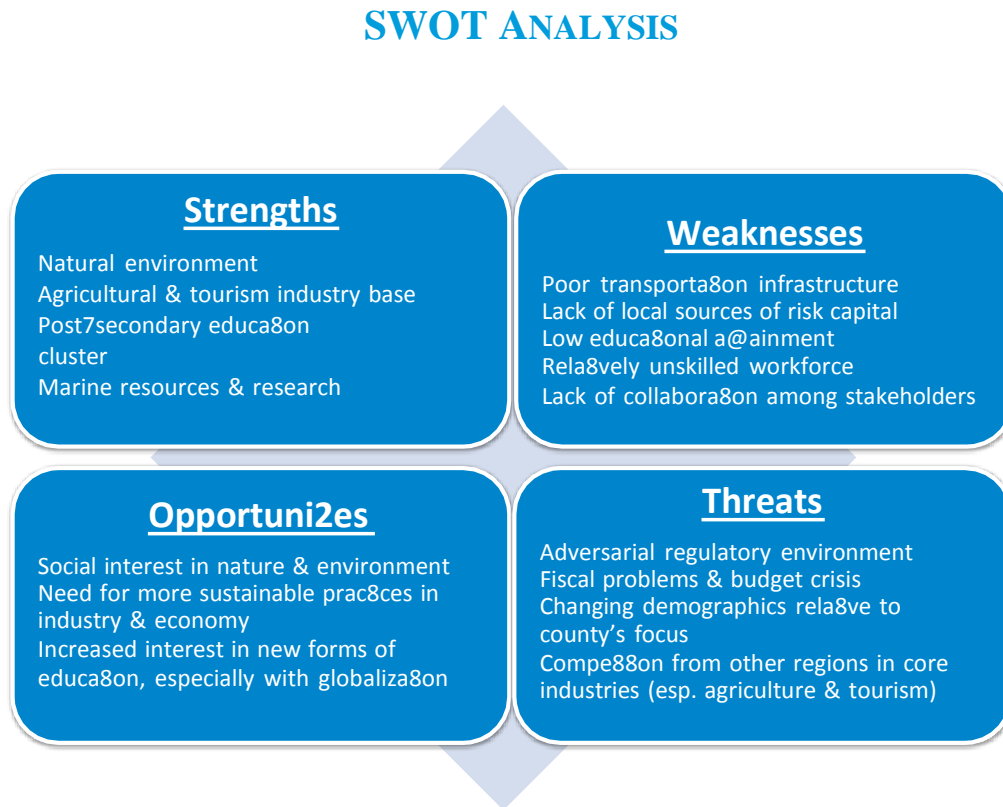 SWOT ANALYSIS
Strengths
Natural environment
Agricultural & tourism industry base
Post7secondary educa8on
cluster
Marine resources & research
Weaknesses
Poor transporta8on infrastructure
Lack of local sources of risk capital
Low educa8onal a@ainment
Rela8vely unskilled workforce
Lack of collabora8on among stakeholders
Opportuni2es
Social interest in nature & environment
Need for more sustainable prac8ces in
industry & economy
Increased interest in new forms of
educa8on, especially with globaliza8on
Threats
Adversarial regulatory environment
Fiscal problems & budget crisis
Changing demographics rela8ve to
county’s focus
Compe88on from other regions in core
industries (esp. agriculture & tourism)